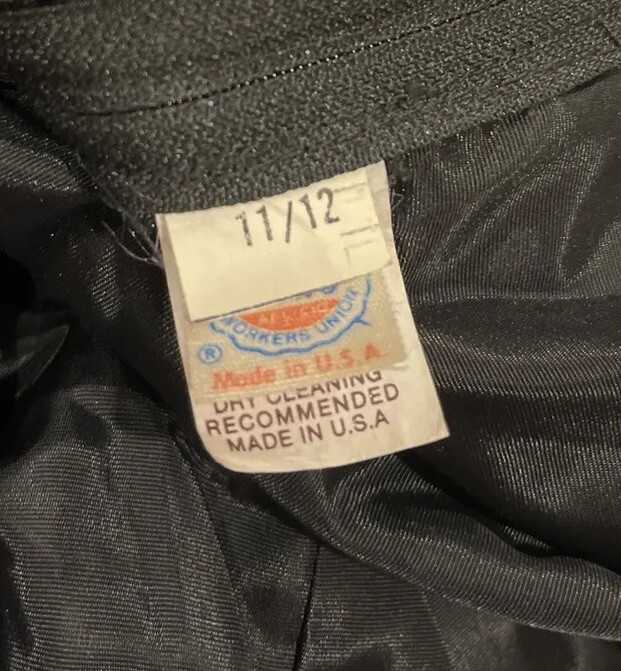 11/12
WORKERS UNION
®
Made in U.S.A.
DRY CLEANING
RECOMMENDED
MADE IN U.S.A